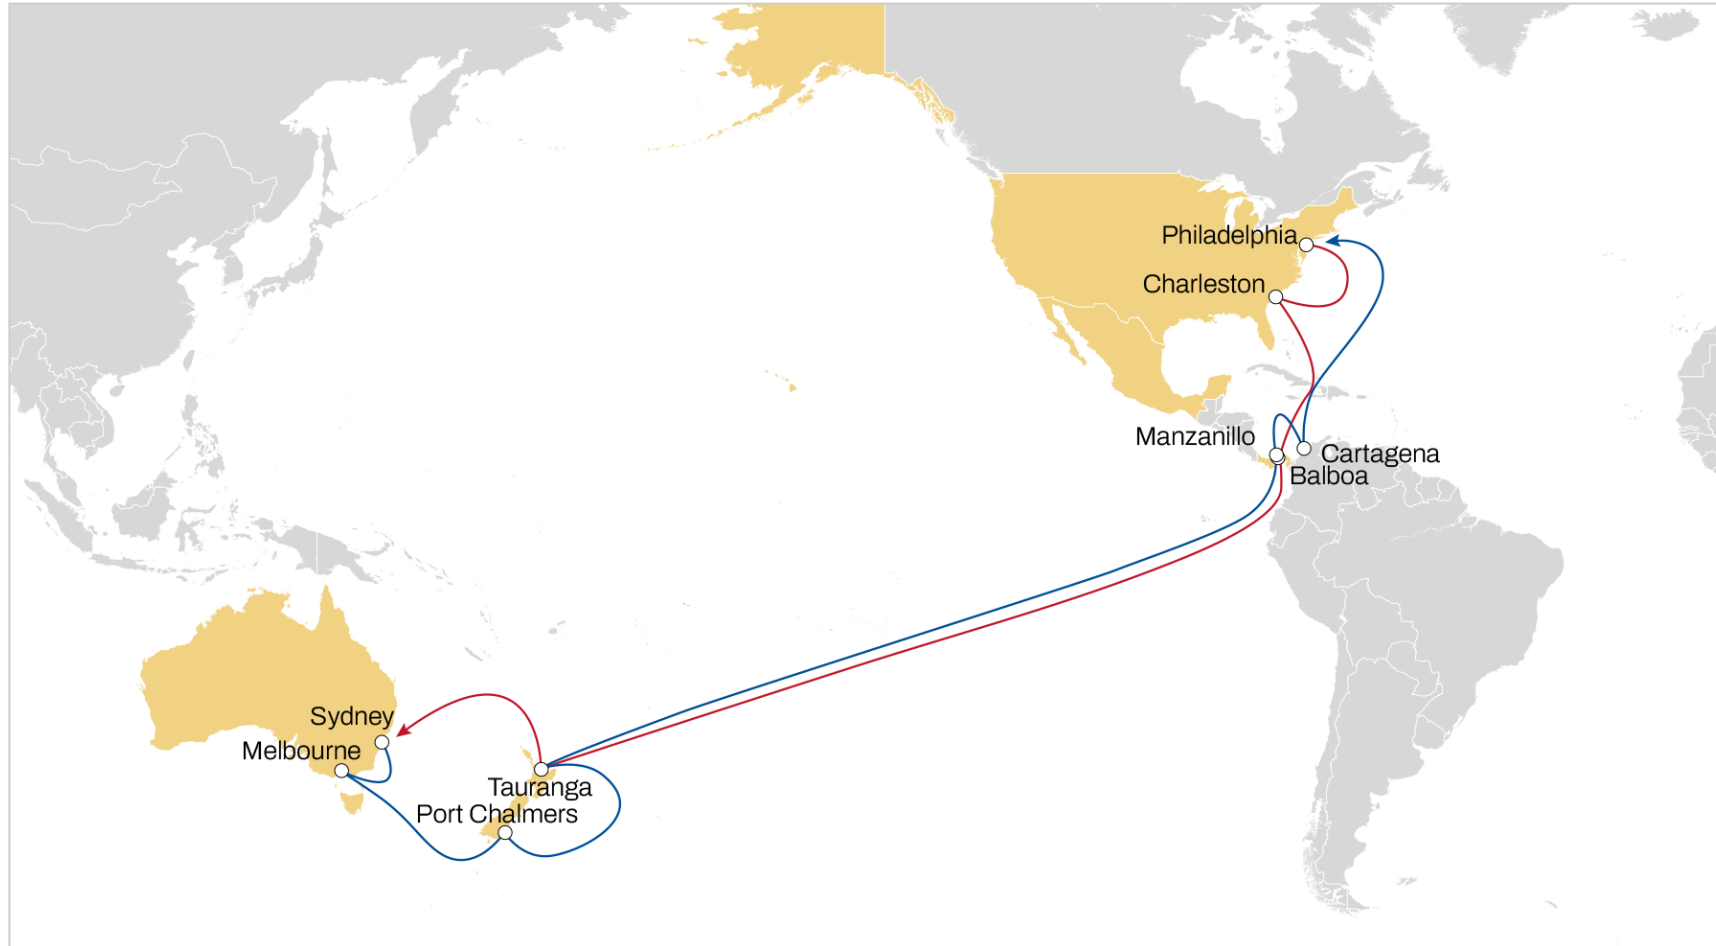 Philadelphia
Charleston
Manzanillo
Cartagena
Balboa
Sydney
Melbourne
Tauranga
Port Chalmers